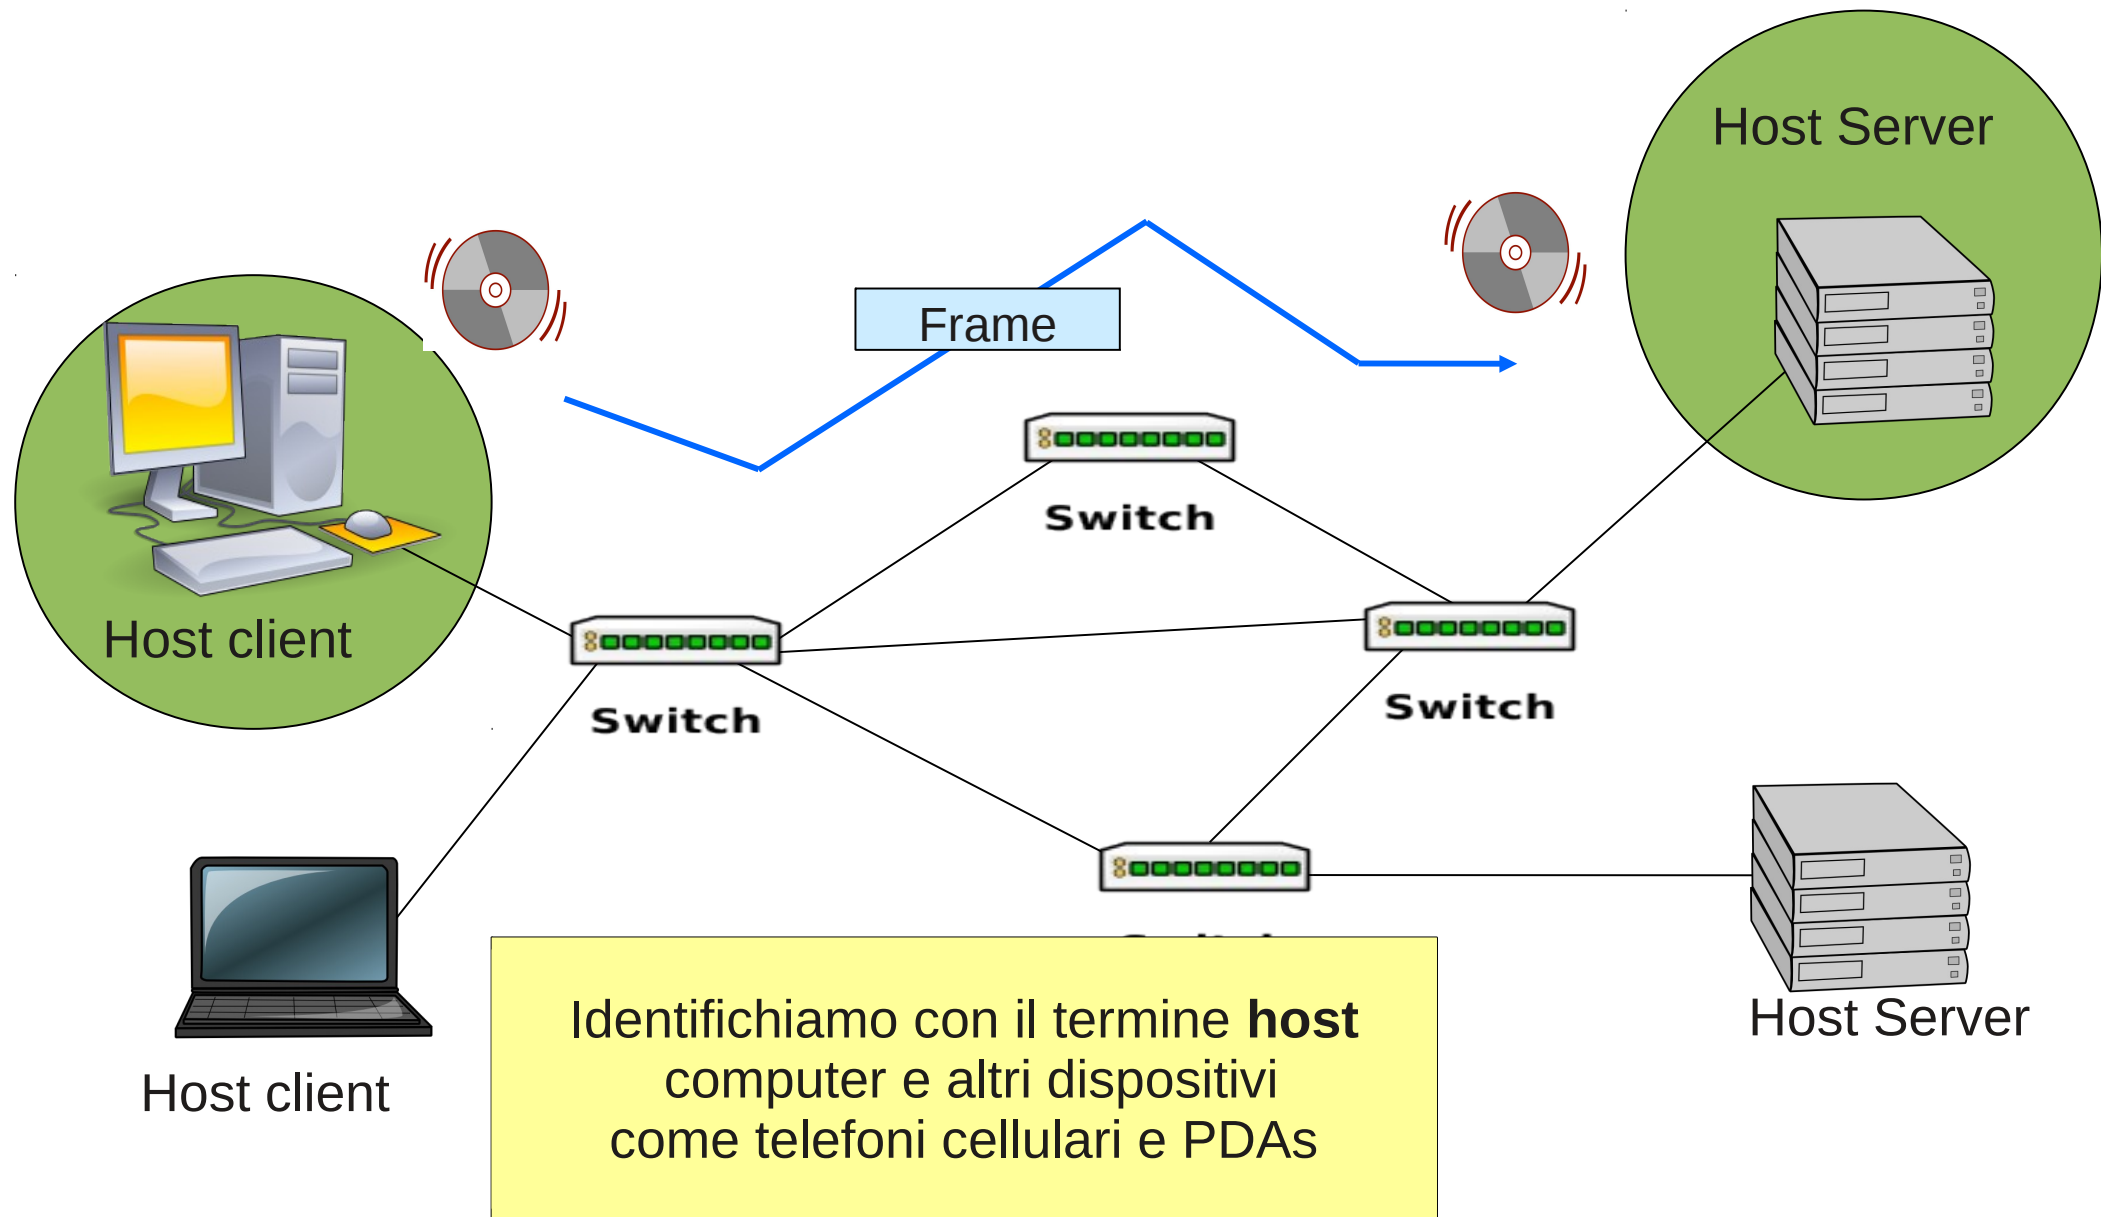 Host Server
Frame
Switch
Host client
Switch
Switch
Host Server
Host client
Identifichiamo con il termine host
computer e altri dispositivi
come telefoni cellulari e PDAs